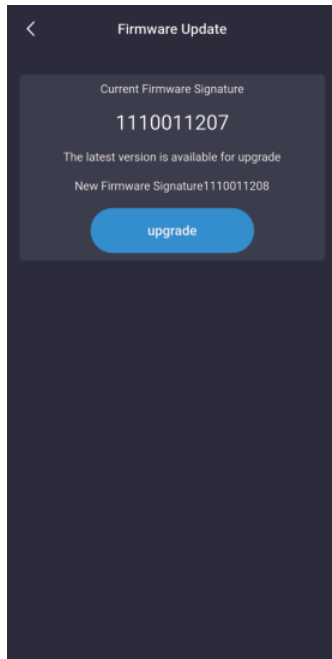 Firmware Update
Current Firmware Signature
1110011207
The latest version is available for upgrade
New Firmware Signature1110011208
upgrade